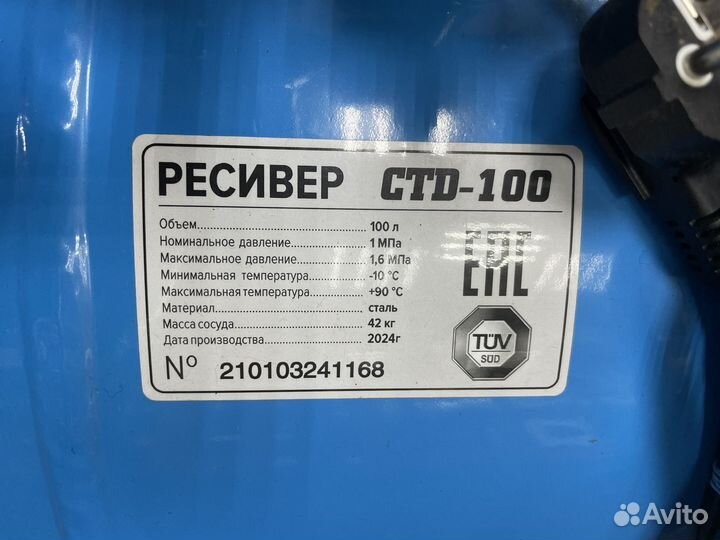 РЕСИВЕР CTD-100
Объем 100 л
Номинальное давление 1 МПа
Максимальное давление 1,6 МПа
Минимальная температура -10 °С
Максимальная температура +90 °С
Материал сталь
Масса сосуда 42 кг
Дата производства 2024г
№ 210103241168
ЕАС
TÜV
SÜD
Avito